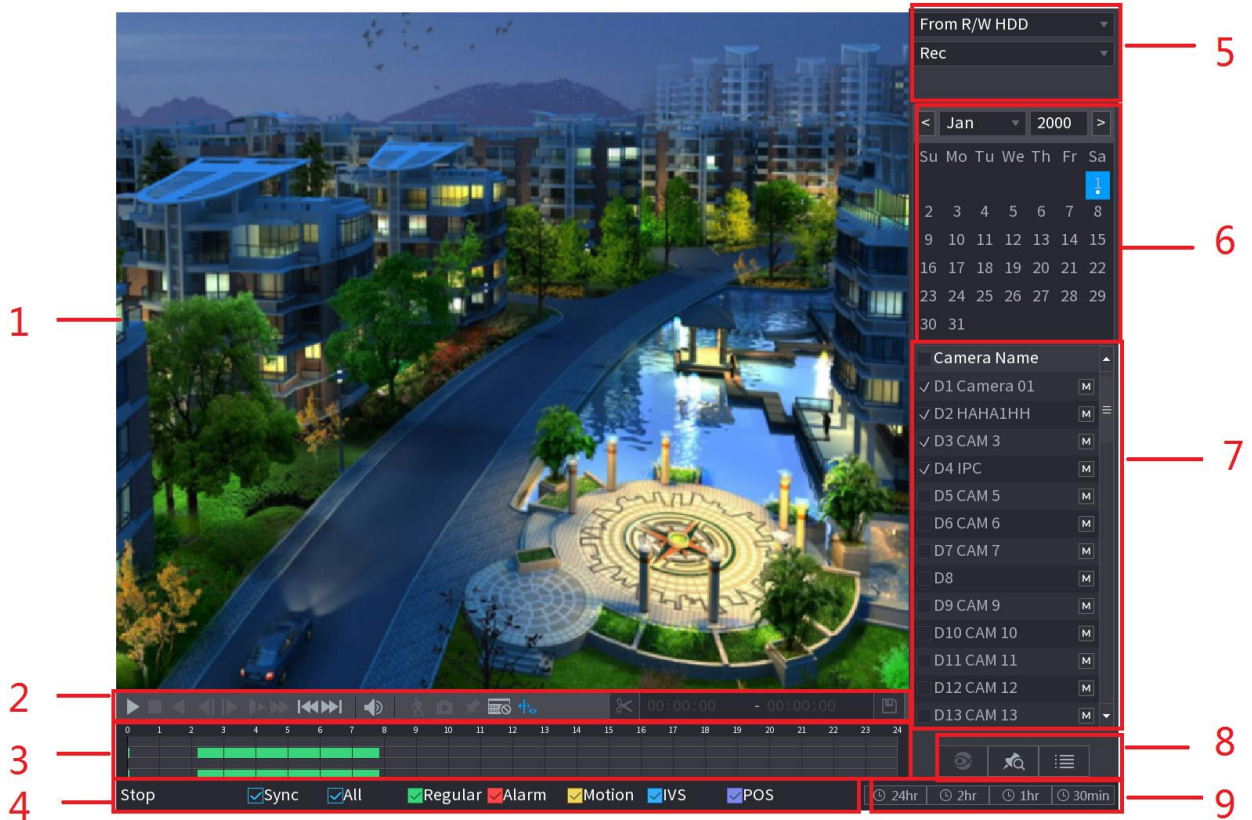 From R/W HDD
Rec
5
< Jan 2000 >
Su Mo Tu We Th Fr Sa
1
2 3 4 5 6 7 8
9 10 11 12 13 14 15
16 17 18 19 20 21 22
23 24 25 26 27 28 29
30 31
6
1
Camera Name
D1 Camera 01 M
D2 HAHA1HH M
D3 CAM 3 M
D4 IPC M
D5 CAM 5 M
D6 CAM 6 M
D7 CAM 7 M
D8 M
D9 CAM 9 M
D10 CAM 10 M
D11 CAM 11 M
D12 CAM 12 M
D13 CAM 13 M
7
2
00:00:00 - 00:00:00
3
0 1 2 3 4 5 6 7 8 9 10 11 12 13 14 15 16 17 18 19 20 21 22 23 24
8
4
Stop Sync All Regular Alarm Motion IVS POS
24hr 2hr 1hr 30min
9